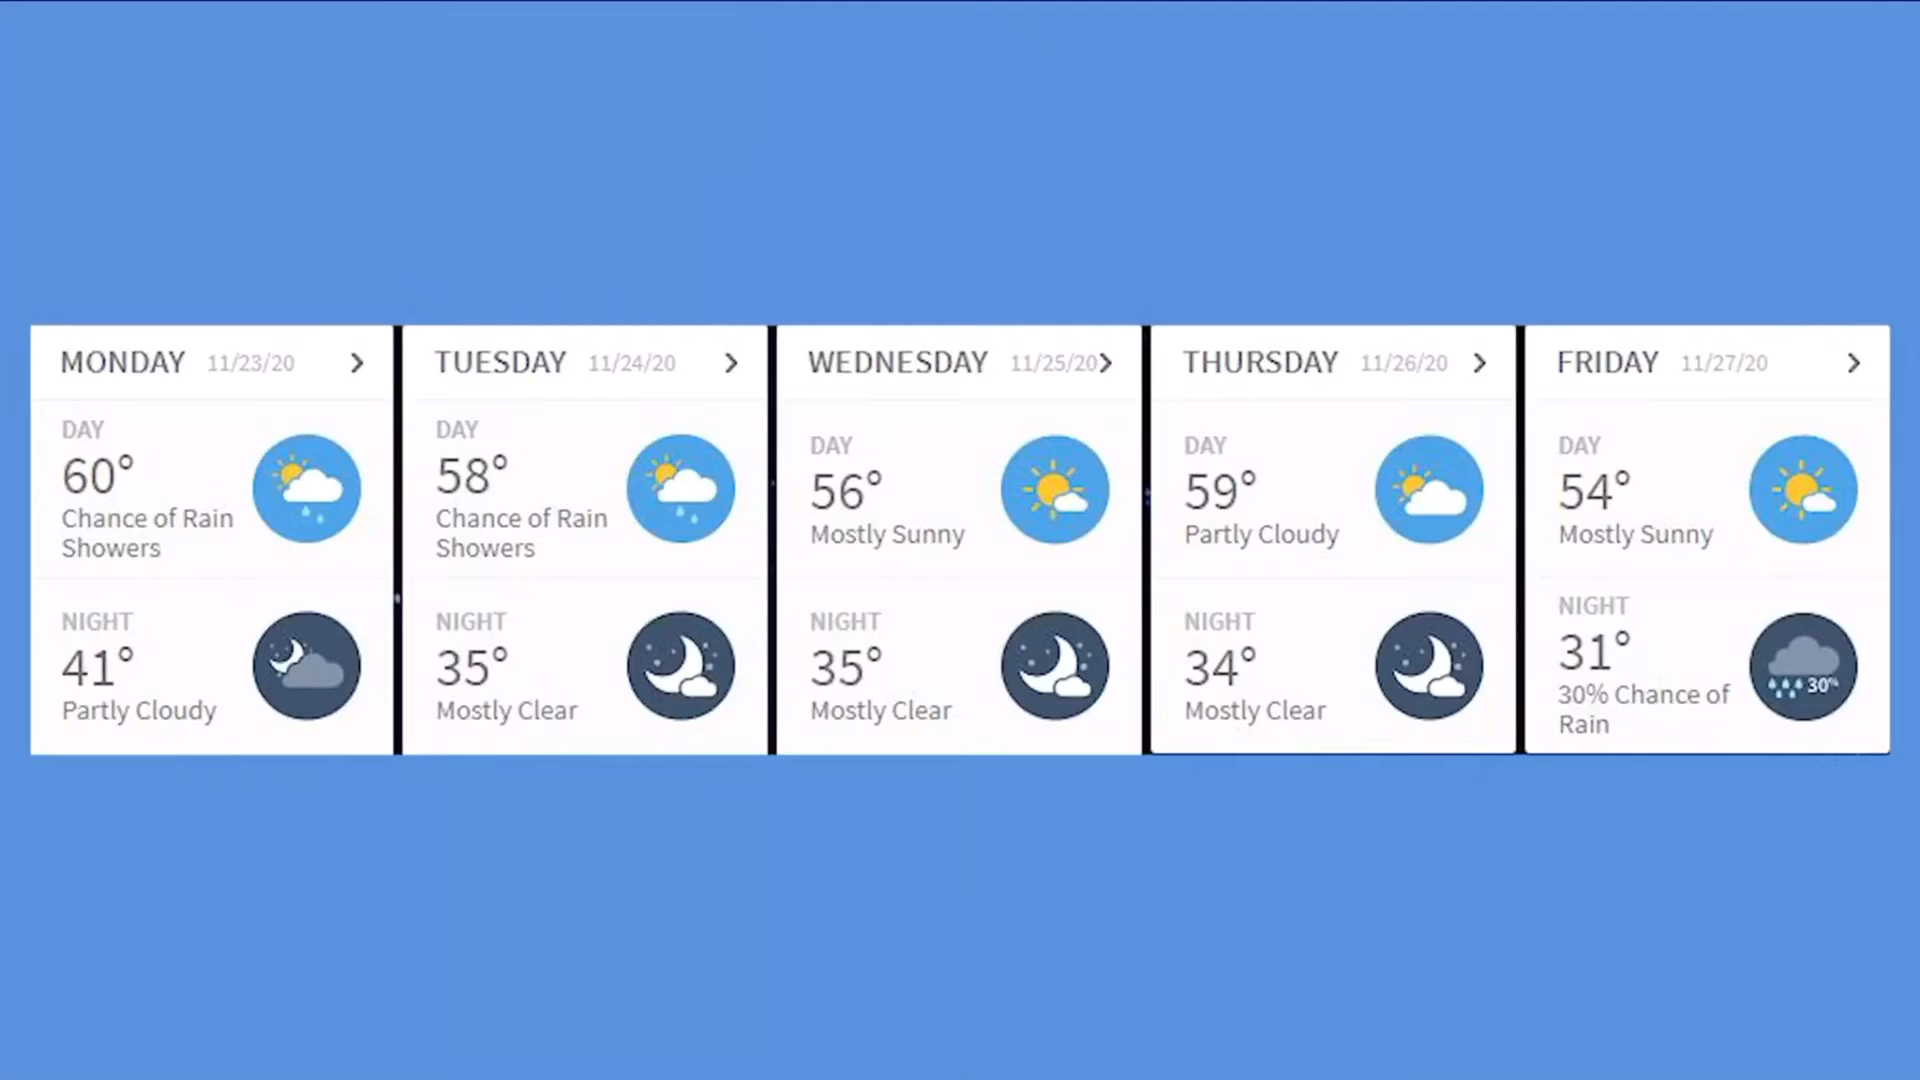 MONDAY 11/23/20
DAY
60°
Chance of Rain
Showers
NIGHT
41°
Partly Cloudy
TUESDAY 11/24/20
DAY
58°
Chance of Rain
Showers
NIGHT
35°
Mostly Clear
WEDNESDAY 11/25/20
DAY
56°
Mostly Sunny
NIGHT
35°
Mostly Clear
THURSDAY 11/26/20
DAY
59°
Partly Cloudy
NIGHT
34°
Mostly Clear
FRIDAY 11/27/20
DAY
54°
Mostly Sunny
NIGHT
31°
30% Chance of
Rain
30%